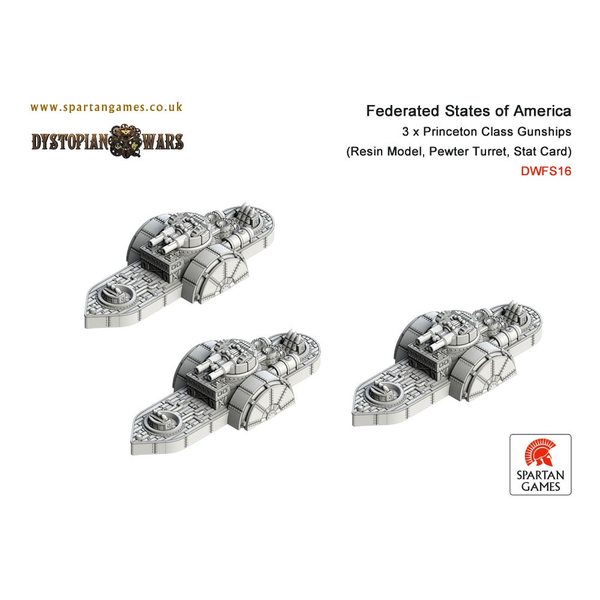 www.spartangames.co.uk
DYSTOPIAN WARS
Federated States of America
3 x Princeton Class Gunships
(Resin Model, Pewter Turret, Stat Card)
DWFS16
SPARTAN
GAMES